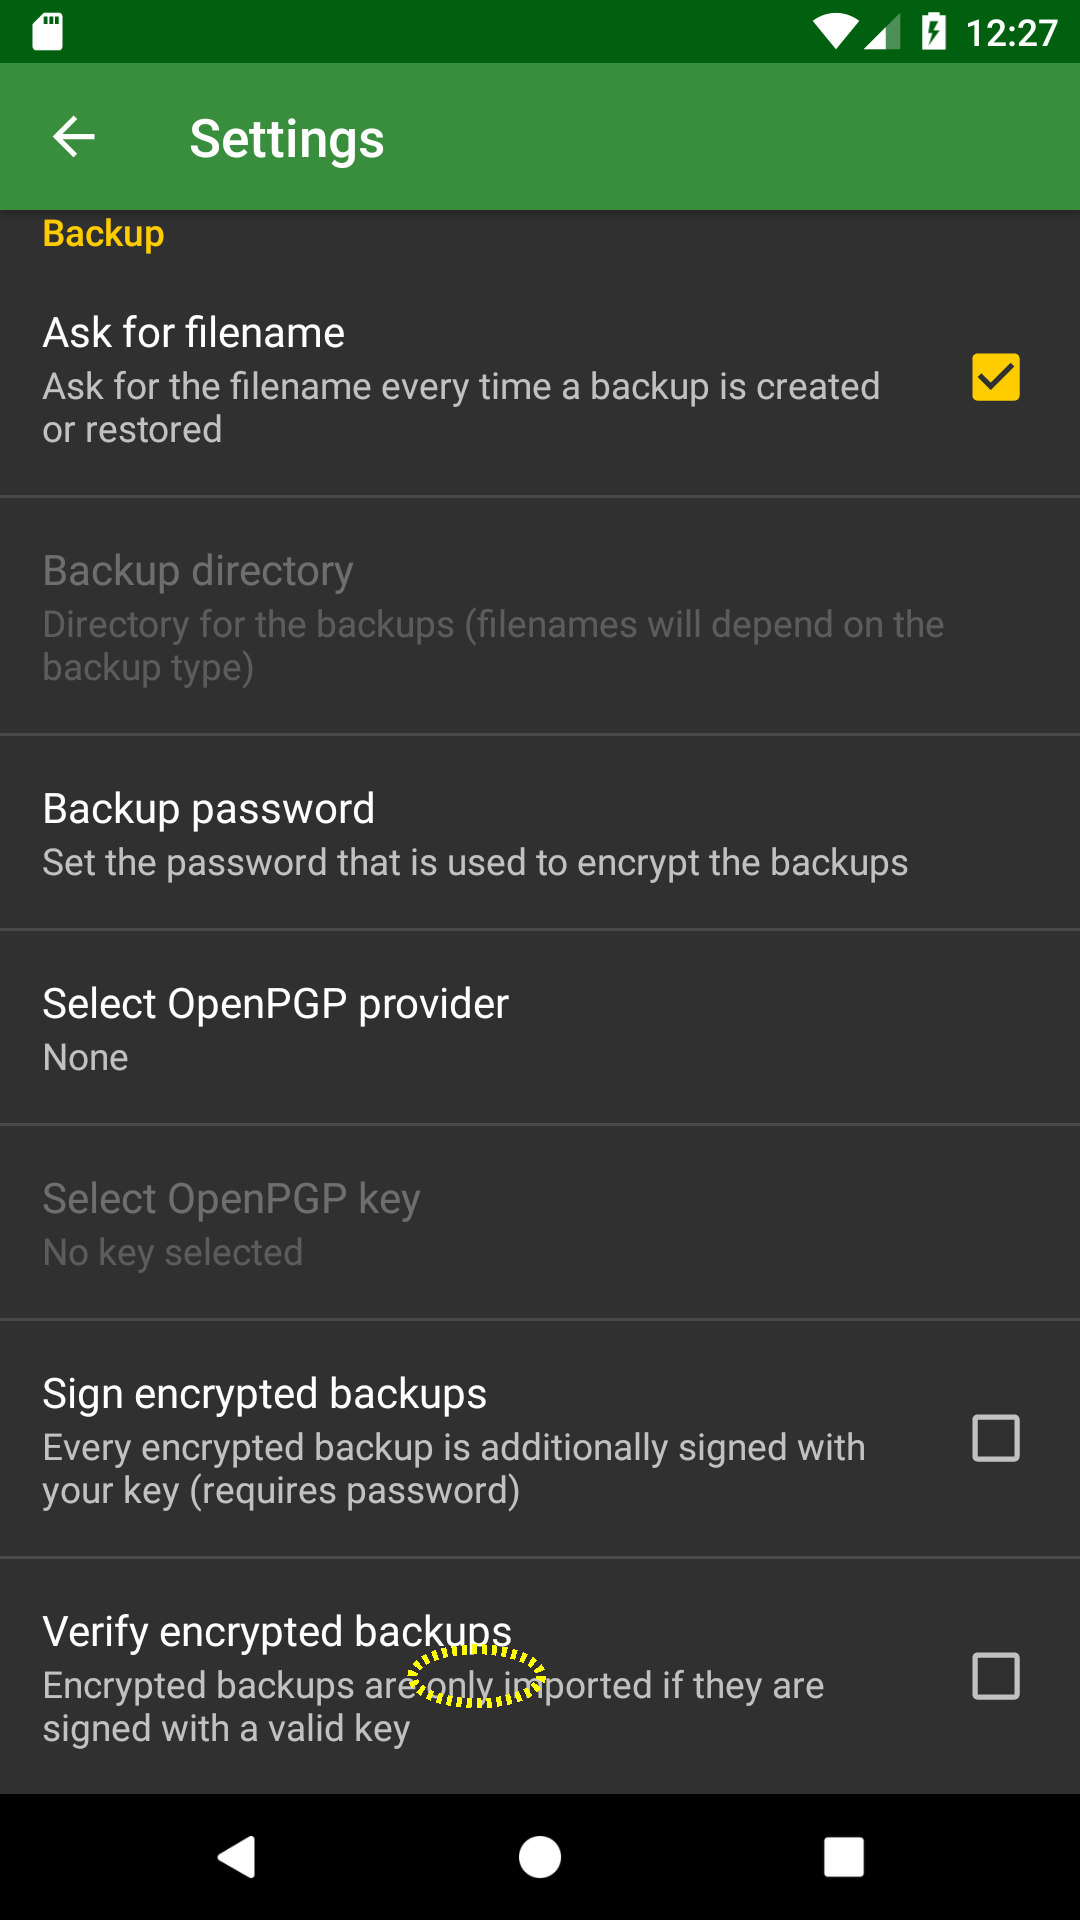 12:27
Settings
Backup
Ask for filename
Ask for the filename every time a backup is created
or restored
Backup directory
Directory for the backups (filenames will depend on the
backup type)
Backup password
Set the password that is used to encrypt the backups
Select OpenPGP provider
None
Select OpenPGP key
No key selected
Sign encrypted backups
Every encrypted backup is additionally signed with
your key (requires password)
Verify encrypted backups
Encrypted backups are only imported if they are
signed with a valid key